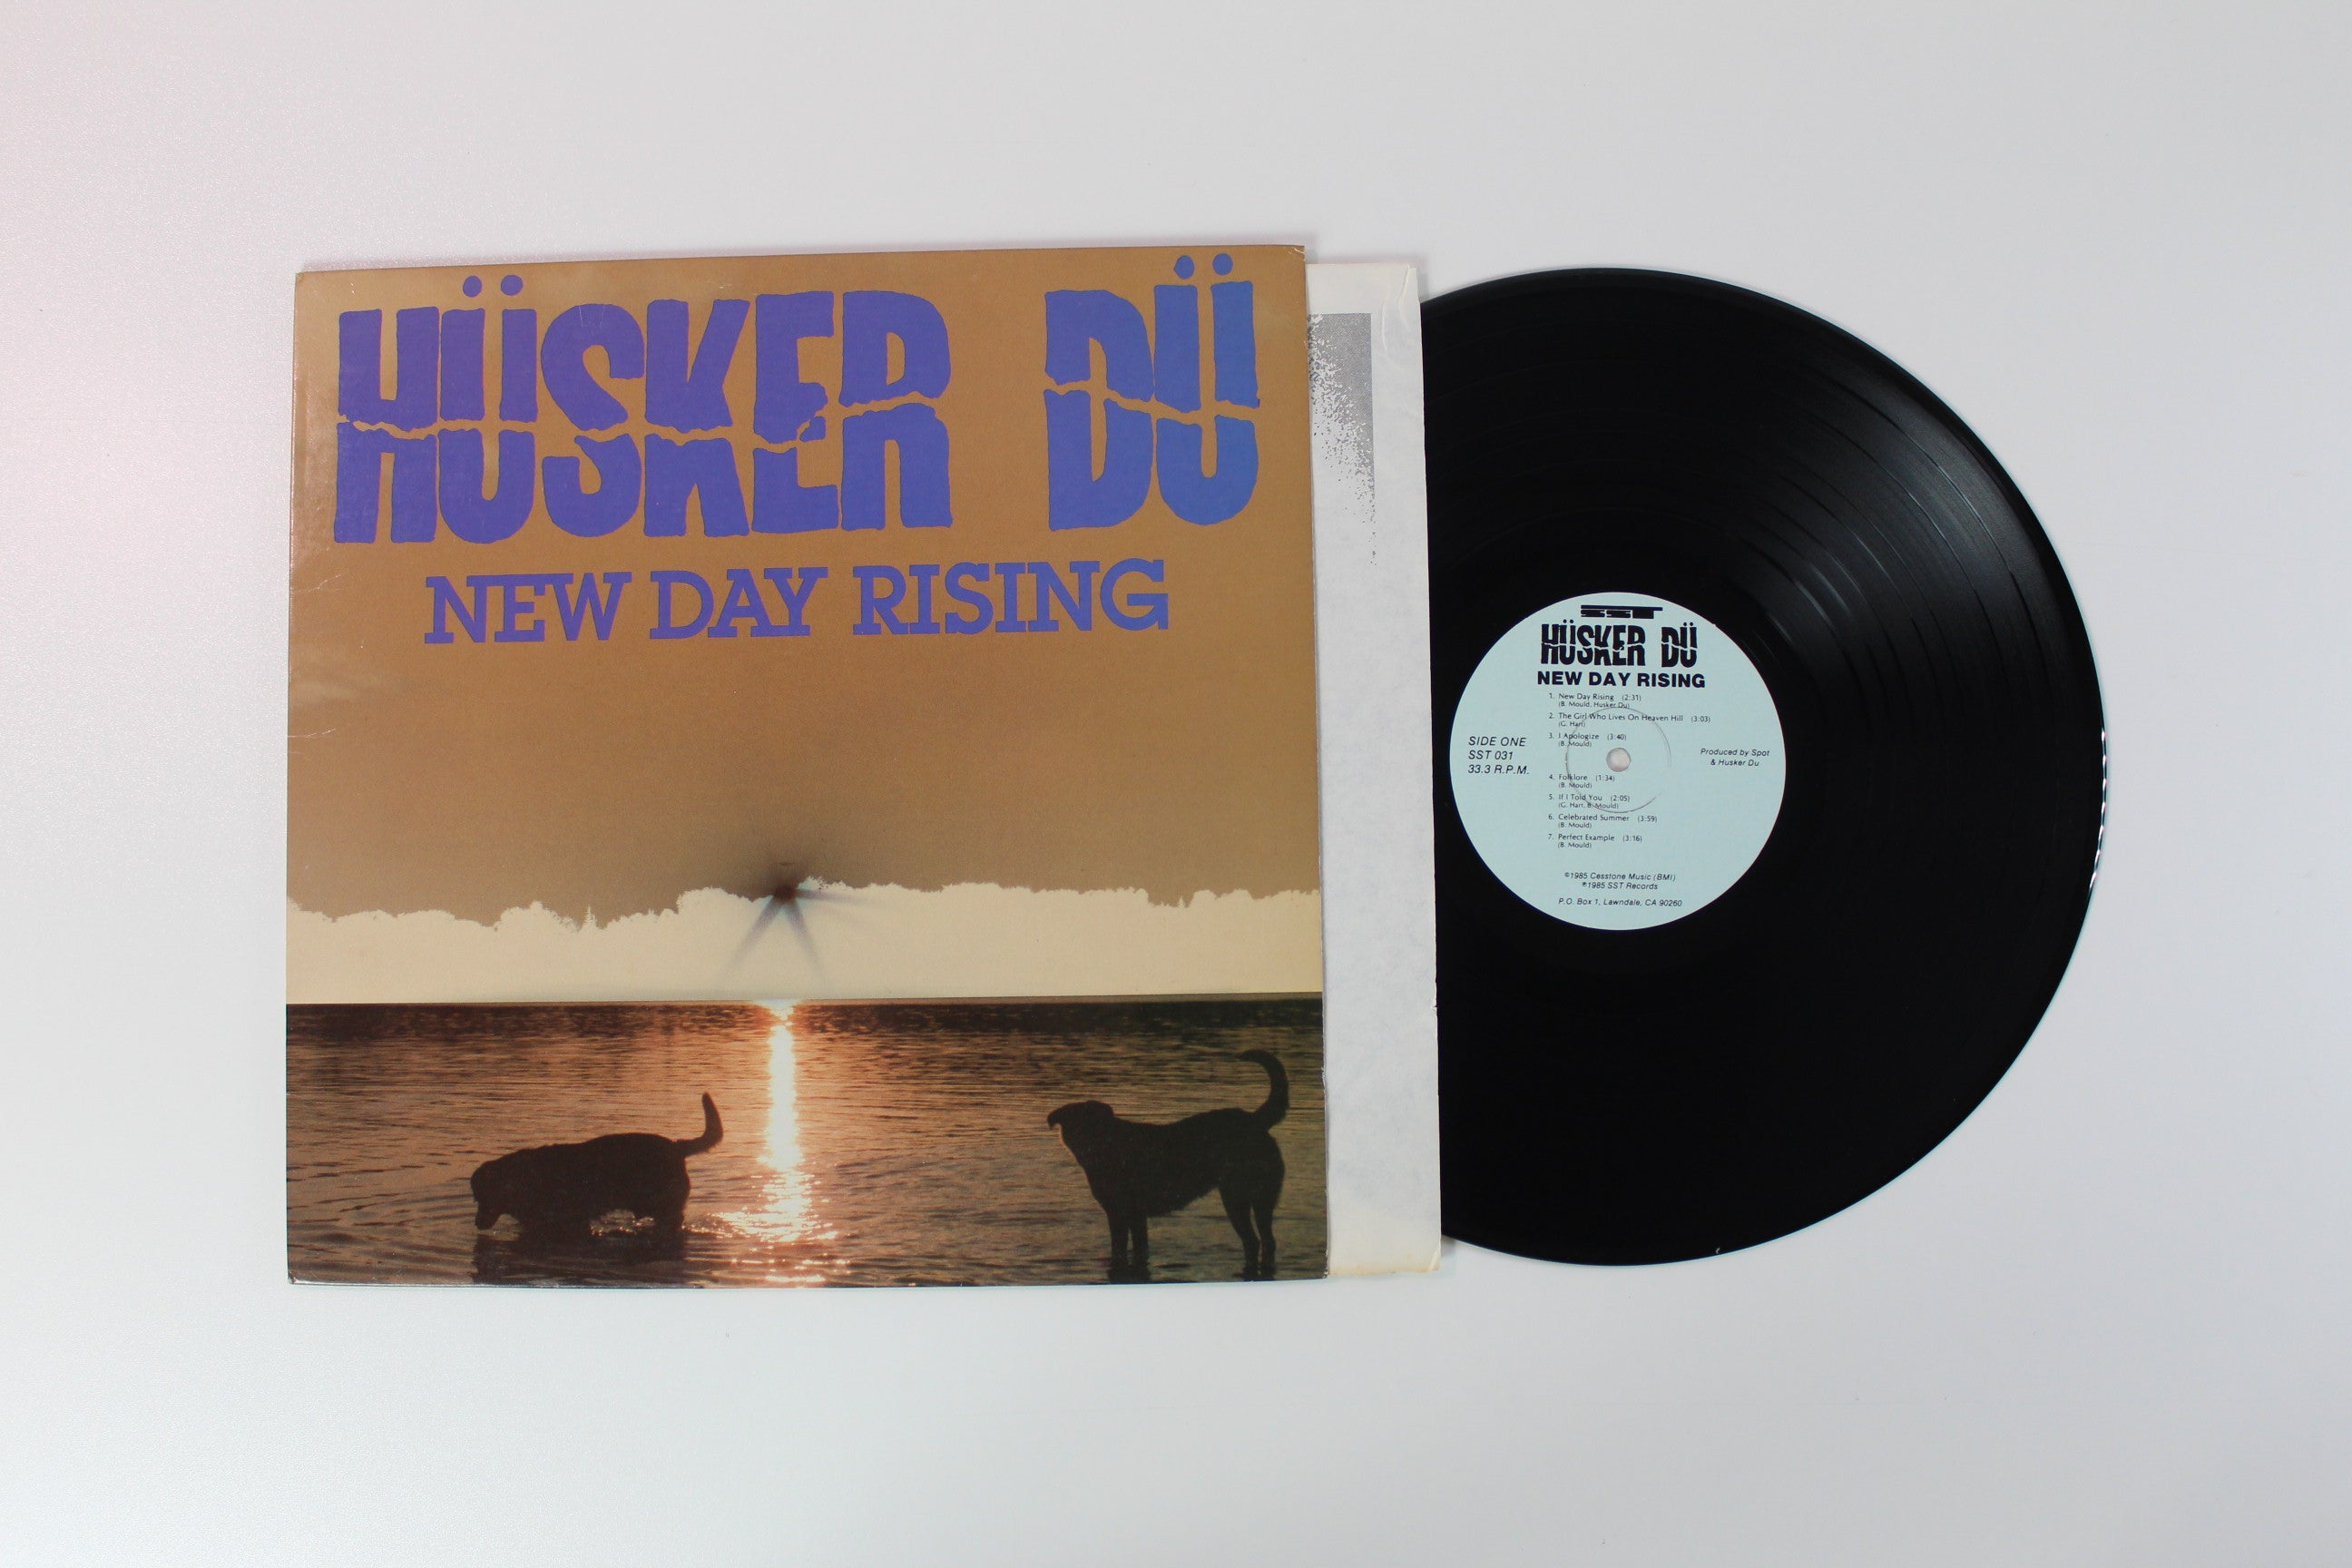 HÜSKER DÜ
NEW DAY RISING
SST
HÜSKER DÜ
NEW DAY RISING
1. New Day Rising (2:31)
(B. Mould, Husker Du)
2. The Girl Who Lives On Heaven Hill (3:03)
(G. Hart)
3. I Apologize (3:40)
(B. Mould)
SIDE ONE
SST 031
33.3 R.P.M.
Produced by Spot
& Husker Du
4. Folklore (1:34)
(B. Mould)
5. If I Told You (2:05)
(G. Hart, B. Mould)
6. Celebrated Summer (3:59)
(B. Mould)
7. Perfect Example (3:16)
(B. Mould)
©1985 Cesstone Music (BMI)
℗1985 SST Records
P.O. Box 1, Lawndale, CA 90260